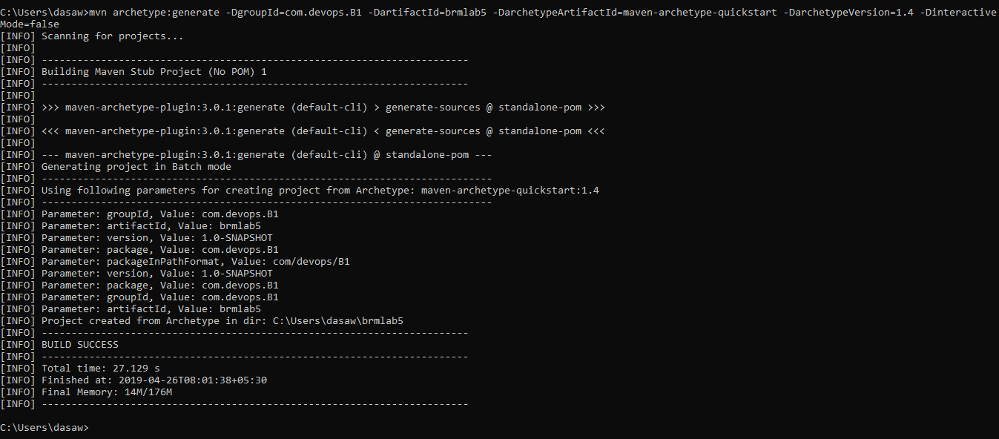 C:\Users\dasaw>mvn archetype:generate -DgroupId=com.devops.B1 -DartifactId=brmlab5 -DarchetypeArtifactId=maven-archetype-quickstart -DarchetypeVersion=1.4 -Dinteractive
Mode=false
[INFO] Scanning for projects...
[INFO]
[INFO] ------------------------------------------------------------------------
[INFO] Building Maven Stub Project (No POM) 1
[INFO] ------------------------------------------------------------------------
[INFO]
[INFO] >>> maven-archetype-plugin:3.0.1:generate (default-cli) > generate-sources @ standalone-pom >>>
[INFO]
[INFO] <<< maven-archetype-plugin:3.0.1:generate (default-cli) < generate-sources @ standalone-pom <<<
[INFO]
[INFO] --- maven-archetype-plugin:3.0.1:generate (default-cli) @ standalone-pom ---
[INFO] Generating project in Batch mode
[INFO] ----------------------------------------------------------------------------
[INFO] Using following parameters for creating project from Archetype: maven-archetype-quickstart:1.4
[INFO] ----------------------------------------------------------------------------
[INFO] Parameter: groupId, Value: com.devops.B1
[INFO] Parameter: artifactId, Value: brmlab5
[INFO] Parameter: version, Value: 1.0-SNAPSHOT
[INFO] Parameter: package, Value: com.devops.B1
[INFO] Parameter: packageInPathFormat, Value: com/devops/B1
[INFO] Parameter: version, Value: 1.0-SNAPSHOT
[INFO] Parameter: package, Value: com.devops.B1
[INFO] Parameter: groupId, Value: com.devops.B1
[INFO] Parameter: artifactId, Value: brmlab5
[INFO] Project created from Archetype in dir: C:\Users\dasaw\brmlab5
[INFO] ------------------------------------------------------------------------
[INFO] BUILD SUCCESS
[INFO] ------------------------------------------------------------------------
[INFO] Total time: 27.129 s
[INFO] Finished at: 2019-04-26T08:01:38+05:30
[INFO] Final Memory: 14M/176M
[INFO] ------------------------------------------------------------------------
C:\Users\dasaw>